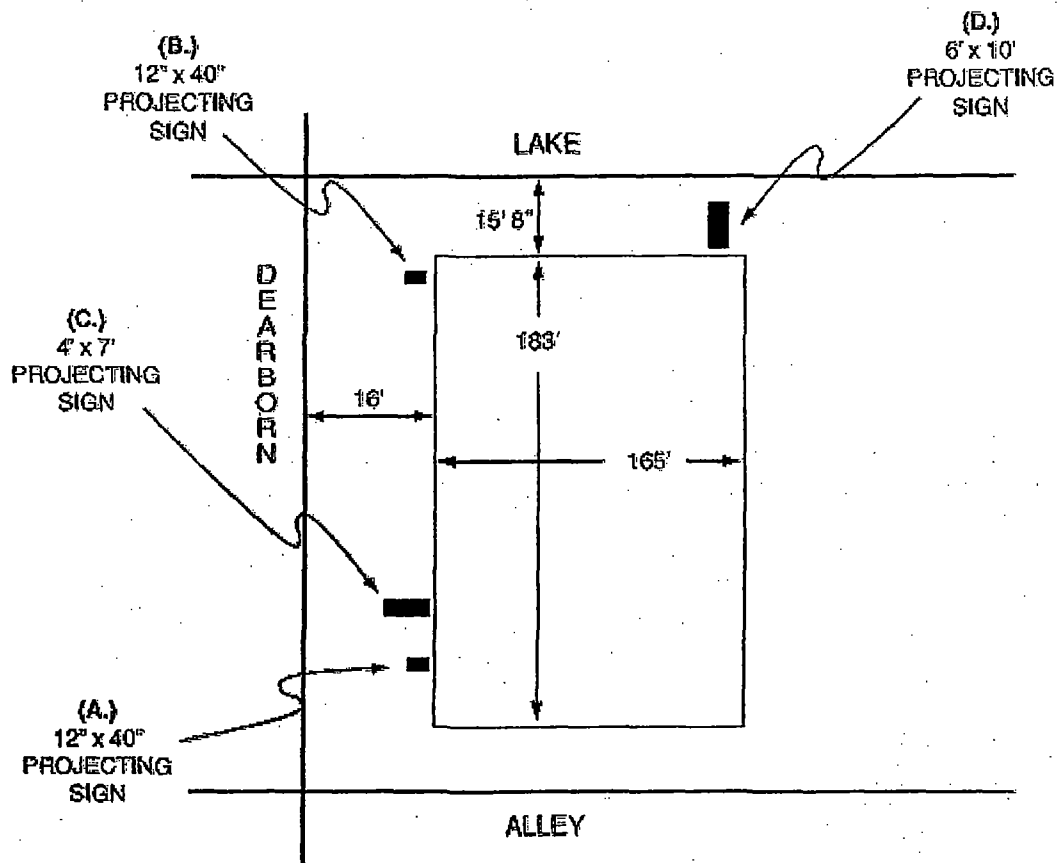 (B.)
12" x 40"
PROJECTING
SIGN
(D.)
6' x 10'
PROJECTING
SIGN
LAKE
15' 8"
DEARBORN
183'
(C.)
4' x 7'
PROJECTING
SIGN
16'
165'
(A.)
12" x 40"
PROJECTING
SIGN
ALLEY